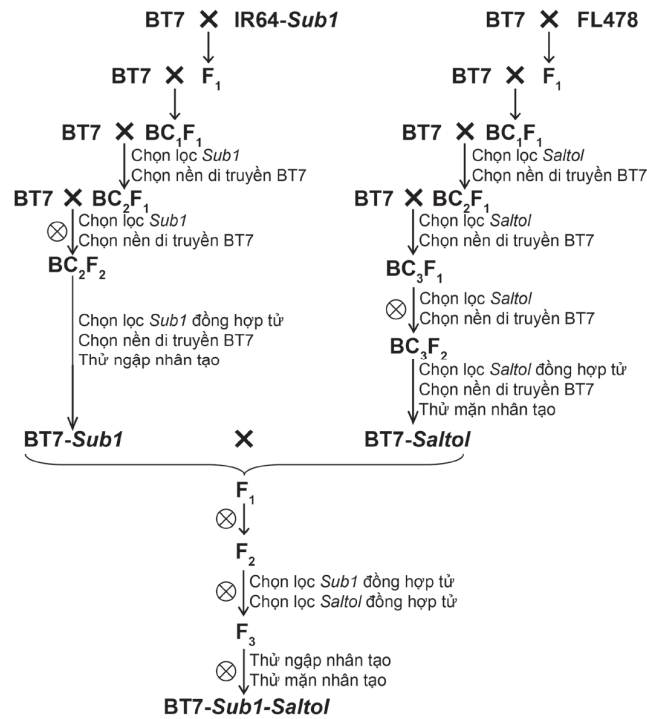 BT7 × IR64-Sub1
BT7 × F1
BT7 × BC1F1
Chọn lọc Sub1
Chọn nền di truyền BT7
BT7 × BC2F1
Chọn lọc Sub1
Chọn nền di truyền BT7
BC2F2
Chọn lọc Sub1 đồng hợp tử
Chọn nền di truyền BT7
Thử ngập nhân tạo
BT7 × FL478
BT7 × F1
BT7 × BC1F1
Chọn lọc Saltol
Chọn nền di truyền BT7
BT7 × BC2F1
Chọn lọc Saltol
Chọn nền di truyền BT7
BC3F1
Chọn lọc Saltol
Chọn nền di truyền BT7
BC3F2
Chọn lọc Saltol đồng hợp tử
Chọn nền di truyền BT7
Thử mặn nhân tạo
BT7-Sub1 × BT7-Saltol
F1
F2
Chọn lọc Sub1 đồng hợp tử
Chọn lọc Saltol đồng hợp tử
F3
Thử ngập nhân tạo
Thử mặn nhân tạo
BT7-Sub1-Saltol